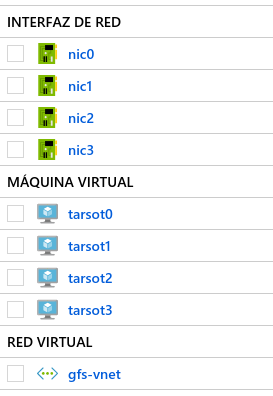 INTERFAZ DE RED
nic0
nic1
nic2
nic3
MÁQUINA VIRTUAL
tarsot0
tarsot1
tarsot2
tarsot3
RED VIRTUAL
gfs-vnet